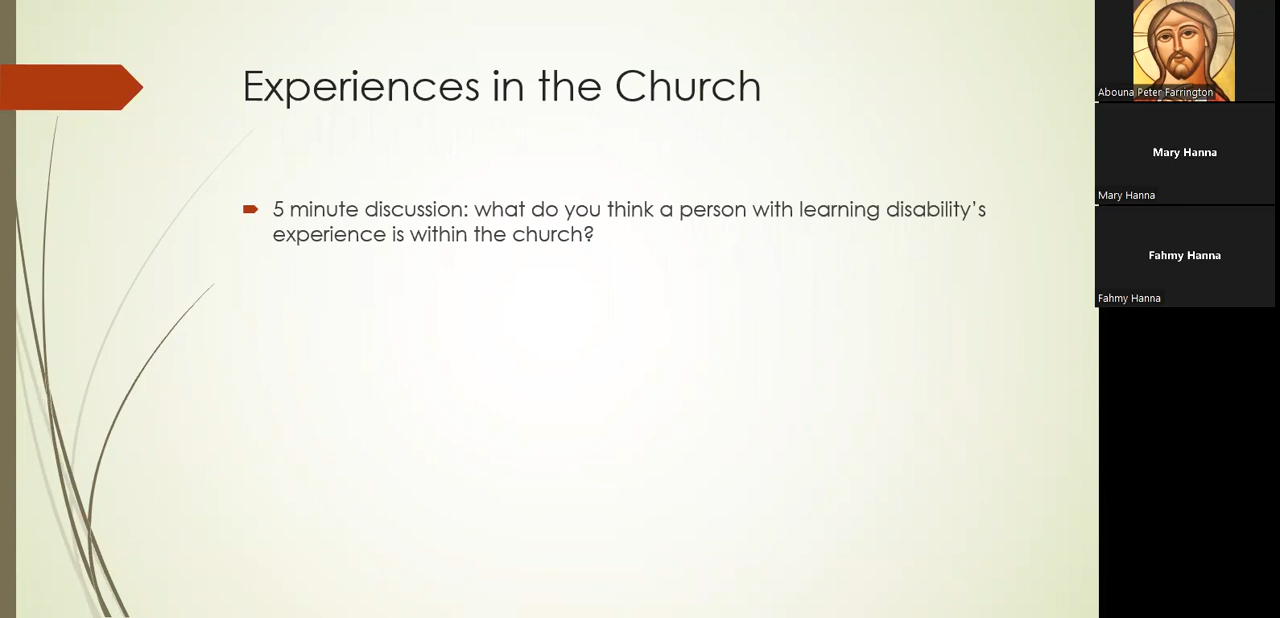 Experiences in the Church
5 minute discussion: what do you think a person with learning disability’s
experience is within the church?
Abouna Peter Farrington
Mary Hanna
Mary Hanna
Fahmy Hanna
Fahmy Hanna